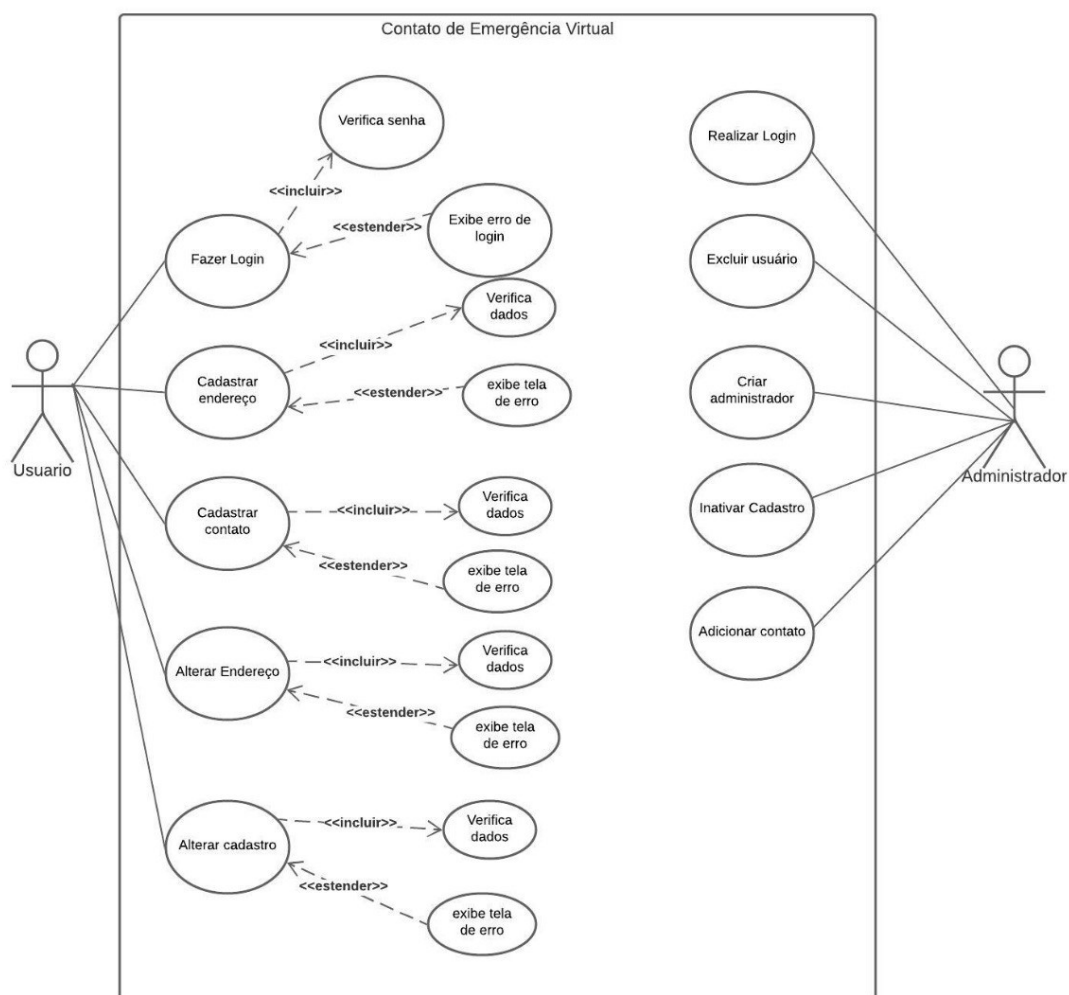 Contato de Emergência Virtual
Verifica senha
<<incluir>>
Fazer Login
<<estender>>
Exibe erro de
login
Verifica
dados
<<incluir>>
Cadastrar
endereço
<<estender>>
exibe tela
de erro
Usuario
Cadastrar
contato
<<incluir>>
Verifica
dados
<<estender>>
exibe tela
de erro
Alterar Endereço
<<incluir>>
Verifica
dados
<<estender>>
exibe tela
de erro
Alterar cadastro
<<incluir>>
Verifica
dados
<<estender>>
exibe tela
de erro
Realizar Login
Excluir usuário
Criar
administrador
Inativar Cadastro
Adicionar contato
Administrador